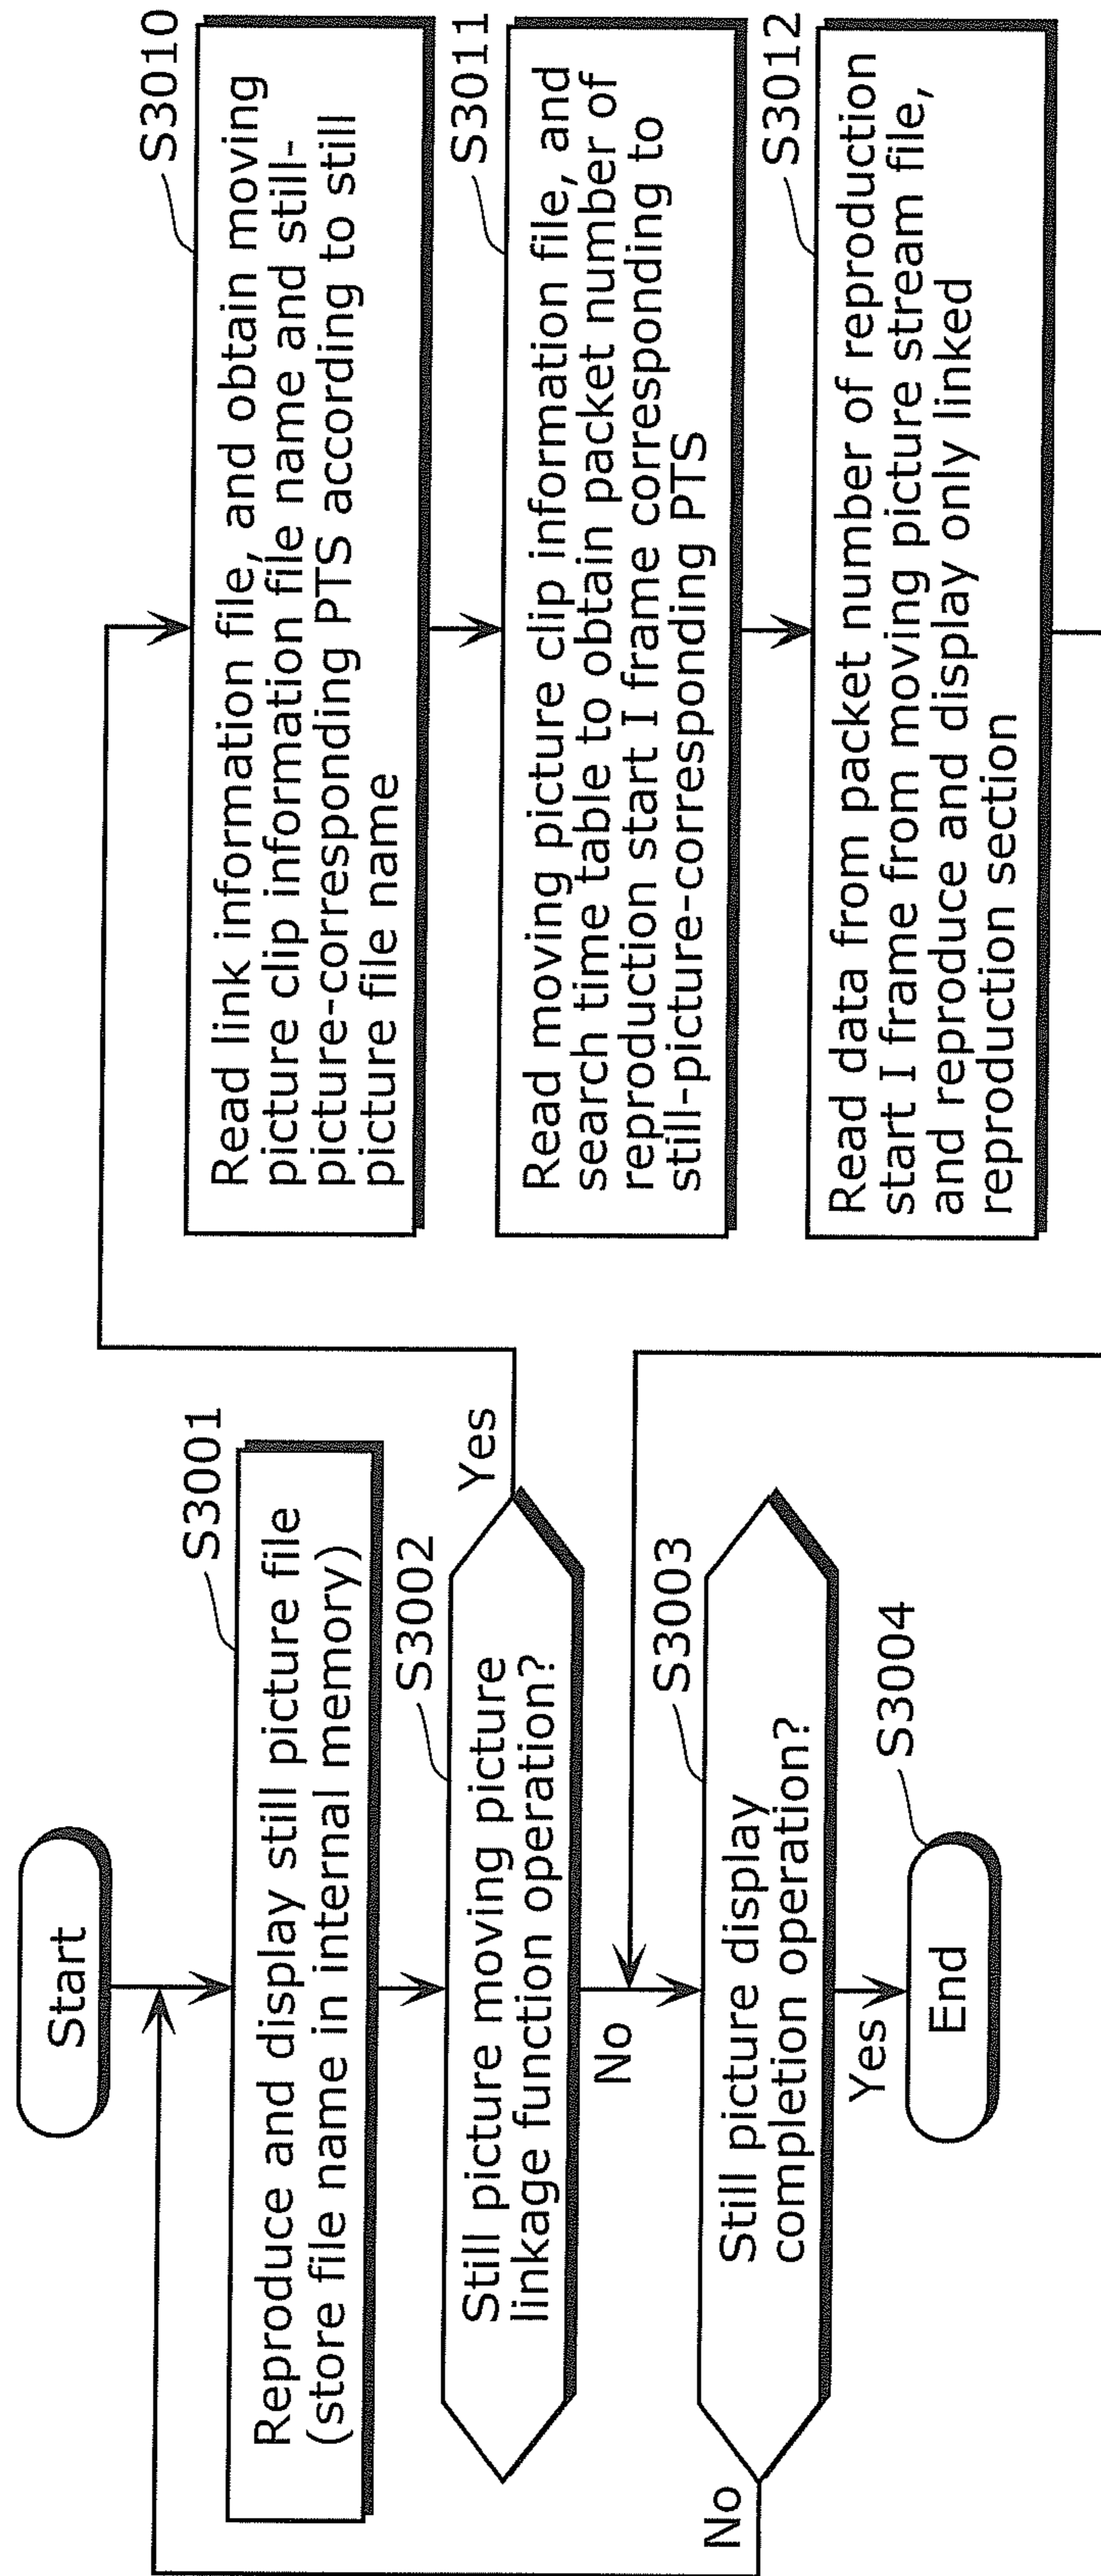 Start
S3001
Reproduce and display still picture file
(store file name in internal memory)
S3002
Still picture moving picture
linkage function operation?
Yes
No
S3003
Still picture display
completion operation?
No
Yes
S3004
End
S3010
Read link information file, and obtain moving
picture clip information file name and still-
picture-corresponding PTS according to still
picture file name
S3011
Read moving picture clip information file, and
search time table to obtain packet number of
reproduction start I frame corresponding to
still-picture-corresponding PTS
S3012
Read data from packet number of reproduction
start I frame from moving picture stream file,
and reproduce and display only linked
reproduction section